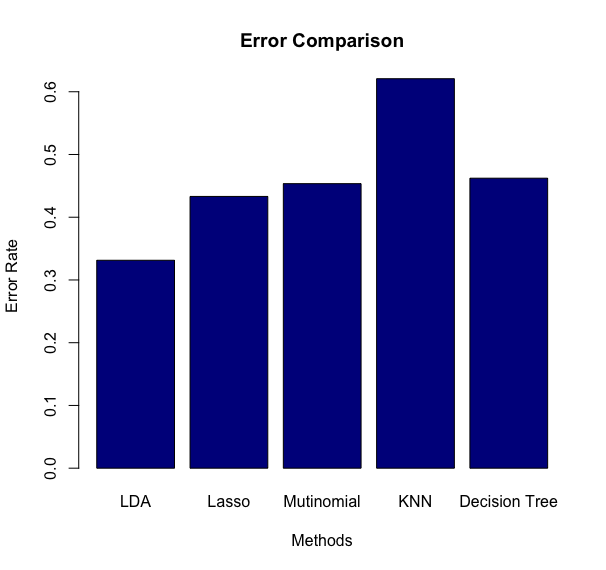 Error Comparison
Error Rate
0.6
0.5
0.4
0.3
0.2
0.1
0.0
LDA Lasso Mutinomial KNN Decision Tree
Methods